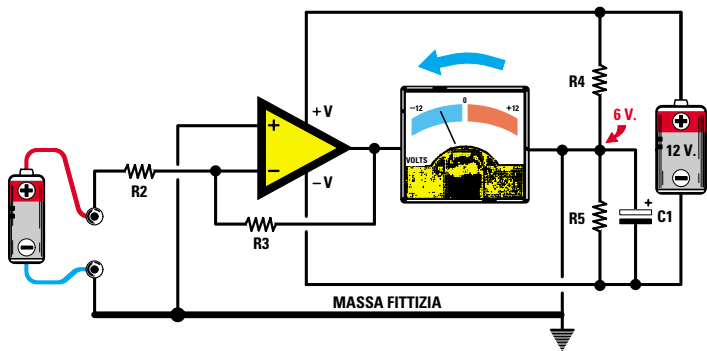 +V
–V
+
–
R2
R3
–12
0
+12
VOLTS
R4
6 V.
R5
+
C1
+
12 V.
–
+
–
MASSA FITTIZIA